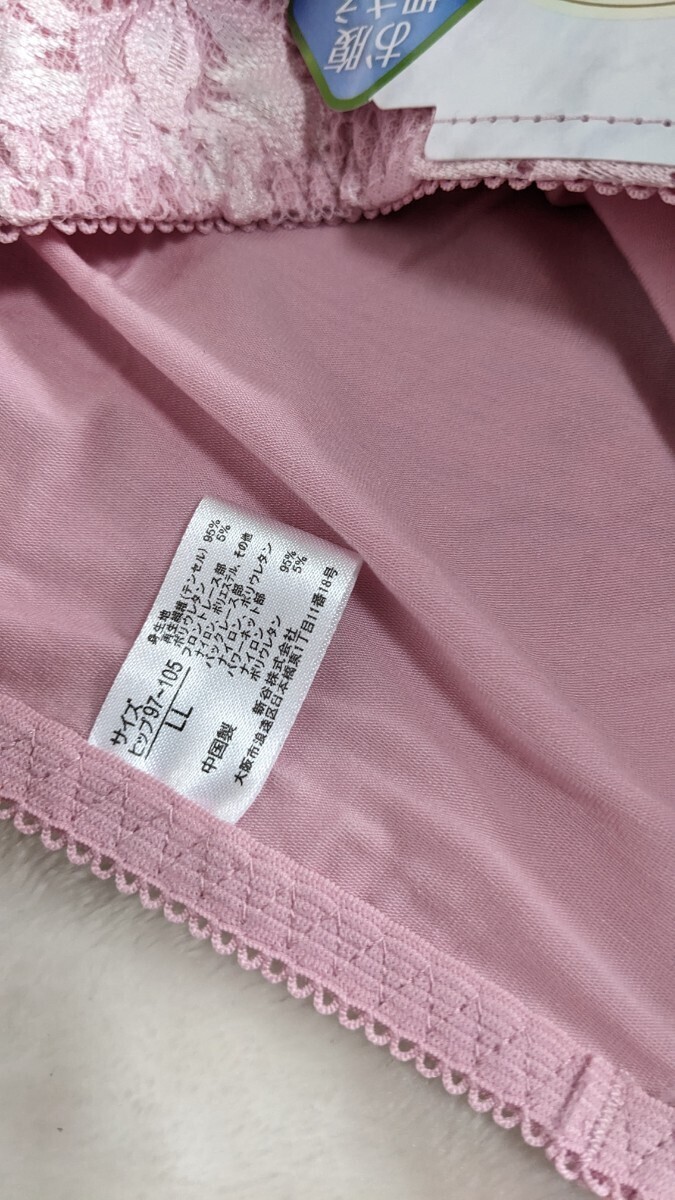 お腹
サイズ
ヒップ97~105
LL
身生地
再生繊維(テンセル) 95%
ポリウレタン 5%
フロントレース部
ナイロン、ポリエステル、その他
バックレース部
ナイロン、ポリウレタン
パワーネット部
ナイロン 95%
ポリウレタン 5%
中国製
新谷株式会社
大阪市浪速区日本橋東1丁目11番18号